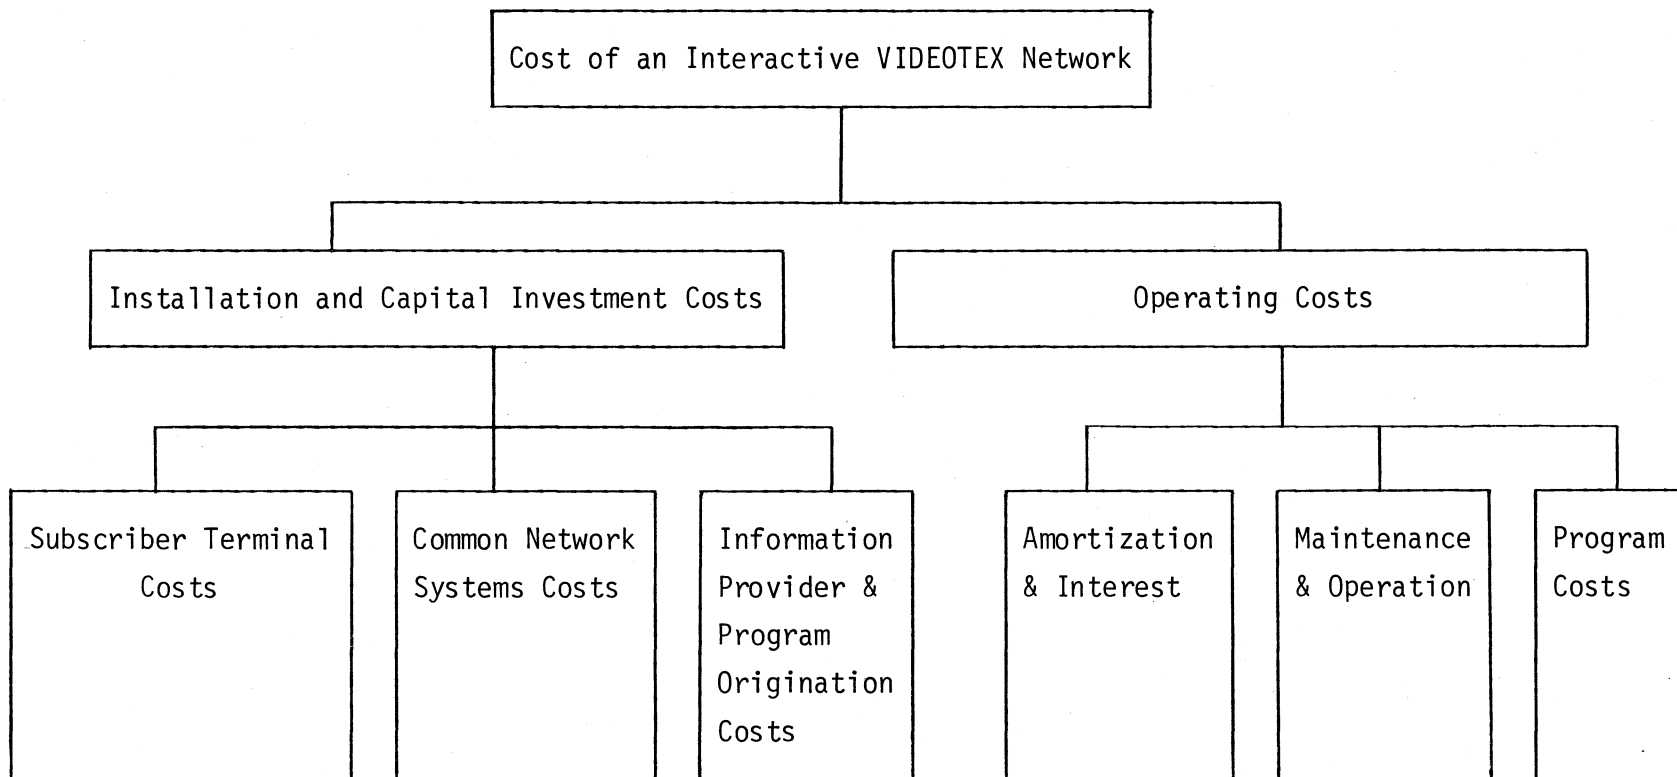 Cost of an Interactive VIDEOTEX Network
Installation and Capital Investment Costs
Operating Costs
Subscriber Terminal
Costs
Common Network
Systems Costs
Information
Provider &
Program
Origination
Costs
Amortization
& Interest
Maintenance
& Operation
Program
Costs